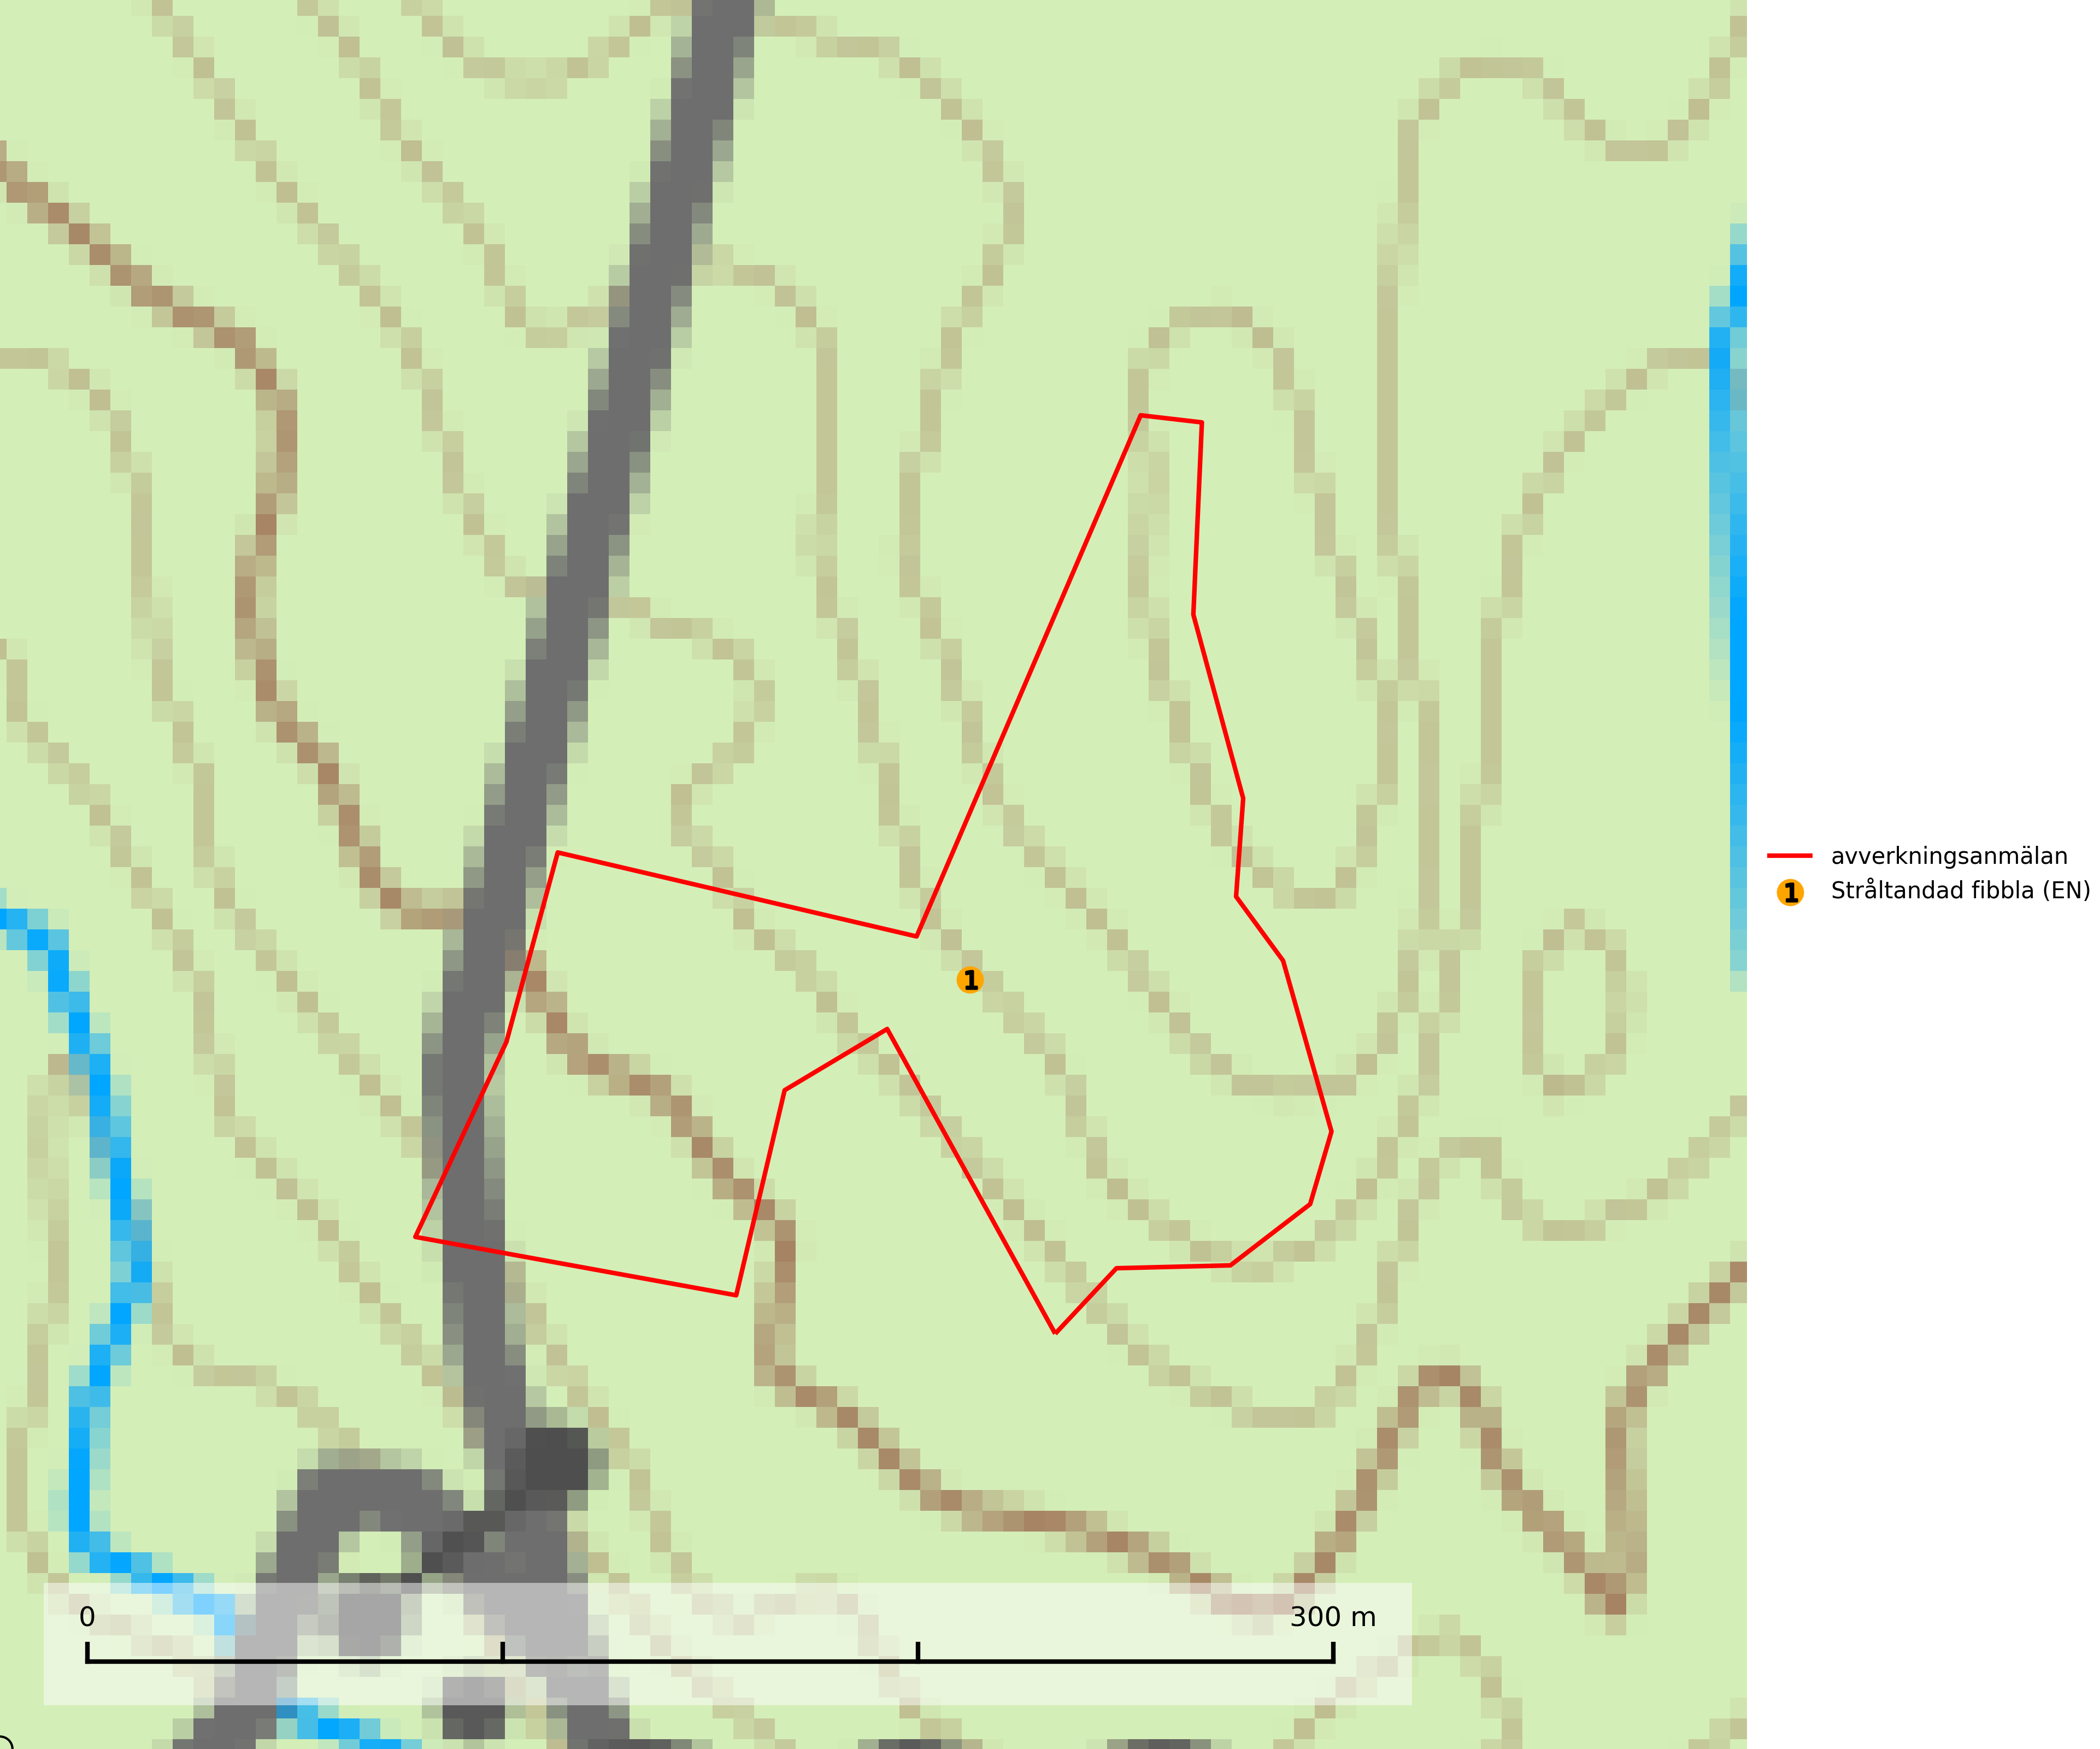 avverkningsanmälan
1 Stråltandad fibbla (EN)
1
0 300 m